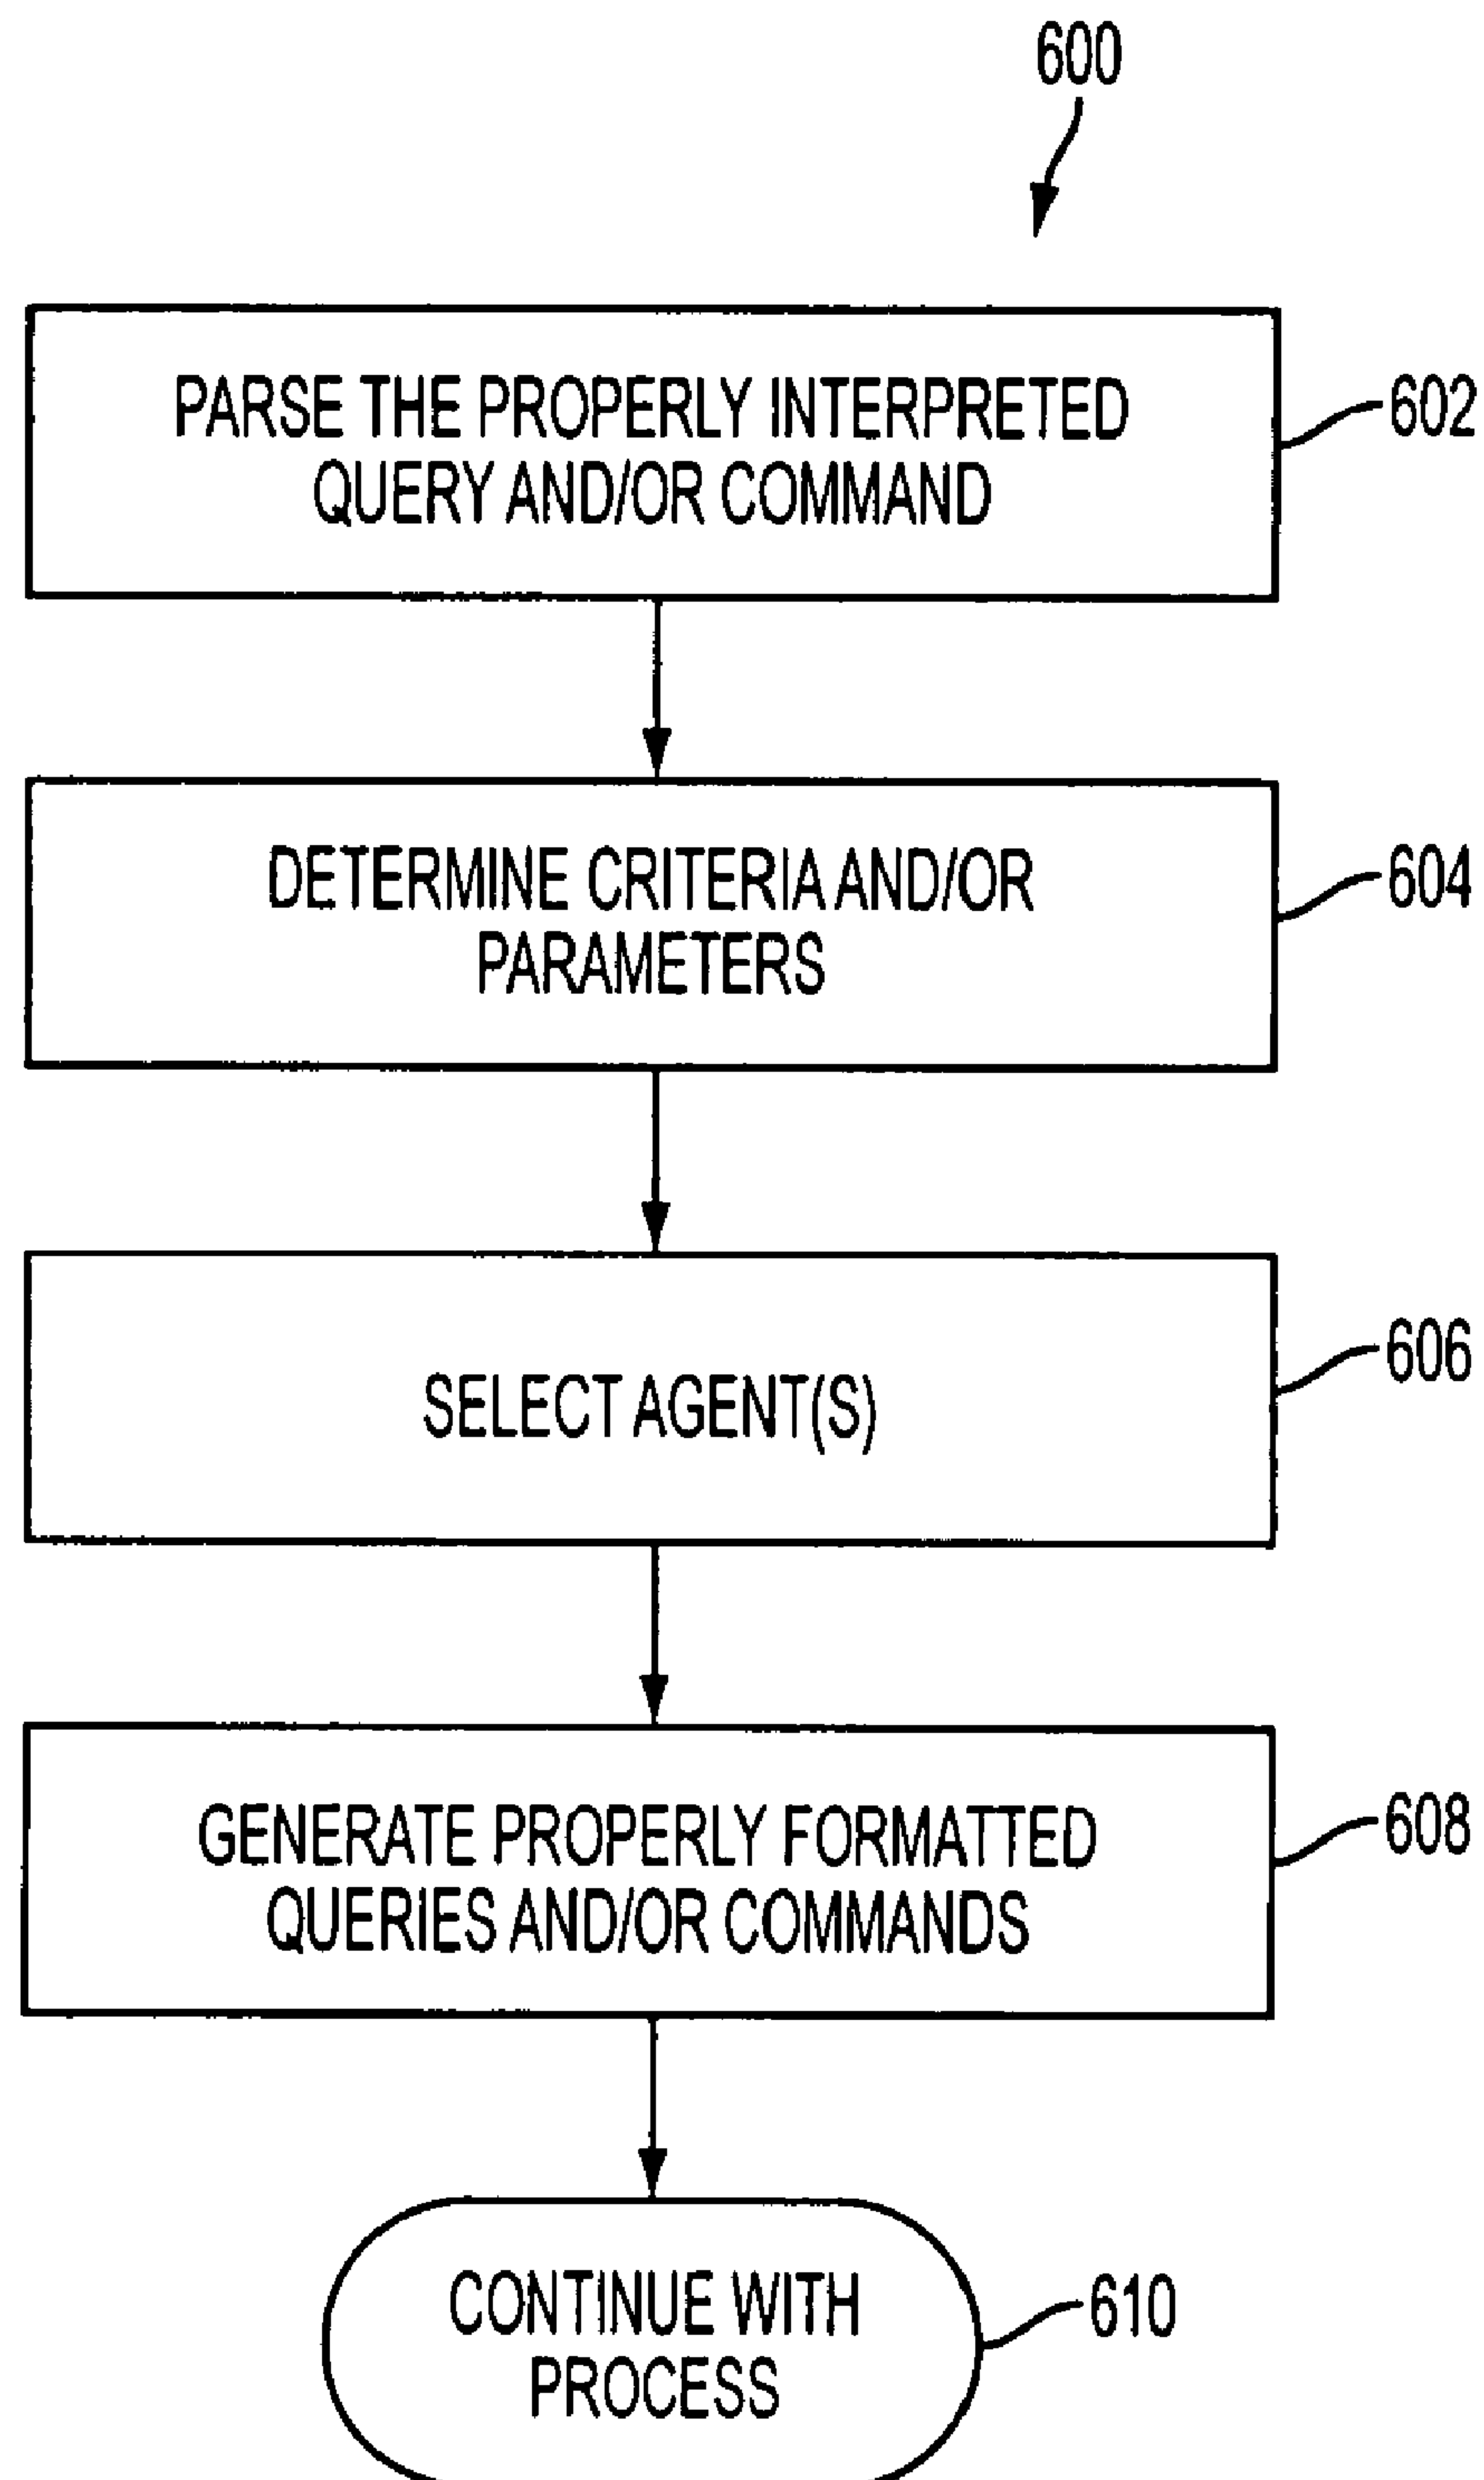 600
PARSE THE PROPERLY INTERPRETED
QUERY AND/OR COMMAND
602
DETERMINE CRITERIA AND/OR
PARAMETERS
604
SELECT AGENT(S)
606
GENERATE PROPERLY FORMATTED
QUERIES AND/OR COMMANDS
608
CONTINUE WITH
PROCESS
610